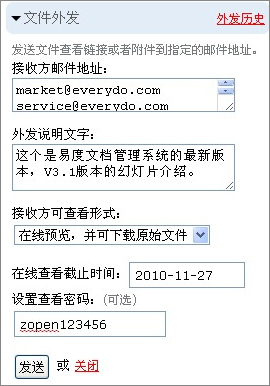 文件外发 外发历史
发送文件查看链接或者附件到指定的邮件地址。
接收方邮件地址：
market@everydo.com
service@everydo.com
外发说明文字：
这个是易度文档管理系统的最新版
本，V3.1版本的幻灯片介绍。
接收方可查看形式：
在线预览，并可下载原始文件
在线查看截止时间： 2010-11-27
设置查看密码：(可选)
zopen123456
发送 或 关闭